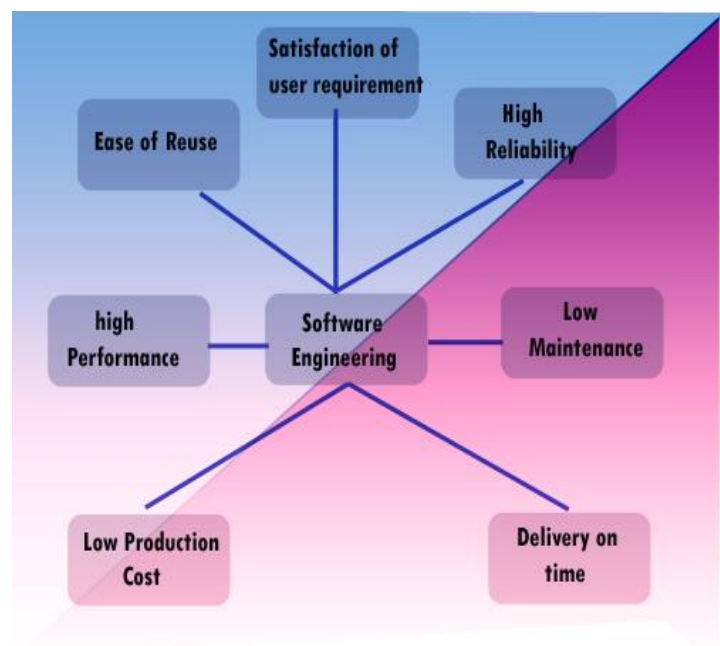 Satisfaction of
user requirement
Ease of Reuse
High
Reliability
high
Performance
Software
Engineering
Low
Maintenance
Low Production
Cost
Delivery on
time